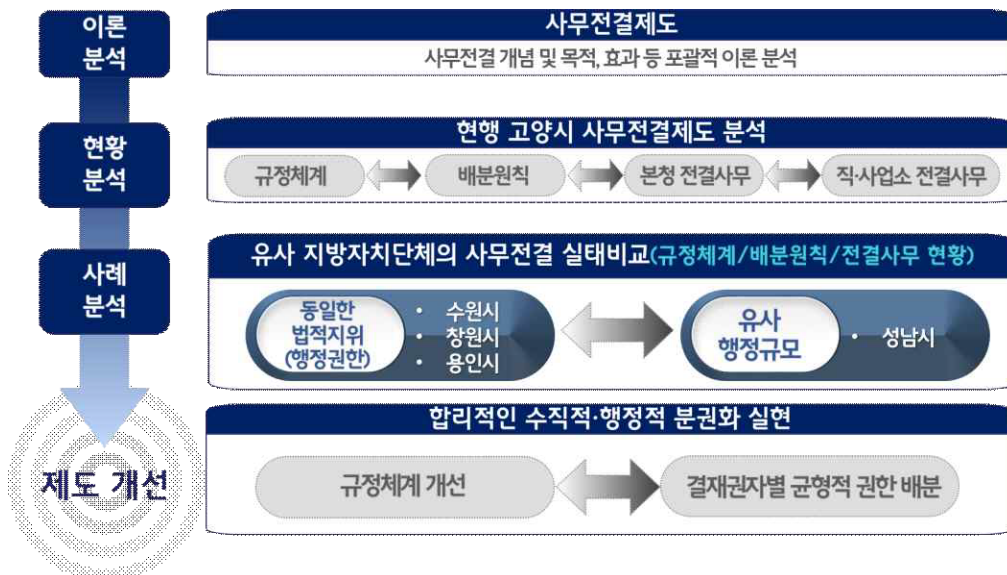 이론
분석
사무전결제도
사무전결 개념 및 목적, 효과 등 포괄적 이론 분석
현황
분석
현행 고양시 사무전결제도 분석
규정체계
배분원칙
본청 전결사무
직·사업소 전결사무
사례
분석
유사 지방자치단체의 사무전결 실태비교(규정체계/배분원칙/전결사무 현황)
동일한
법적지위
(행정권한)
· 수원시
· 창원시
· 용인시
유사
행정규모
· 성남시
제도 개선
합리적인 수직적·행정적 분권화 실현
규정체계 개선
결재권자별 균형적 권한 배분